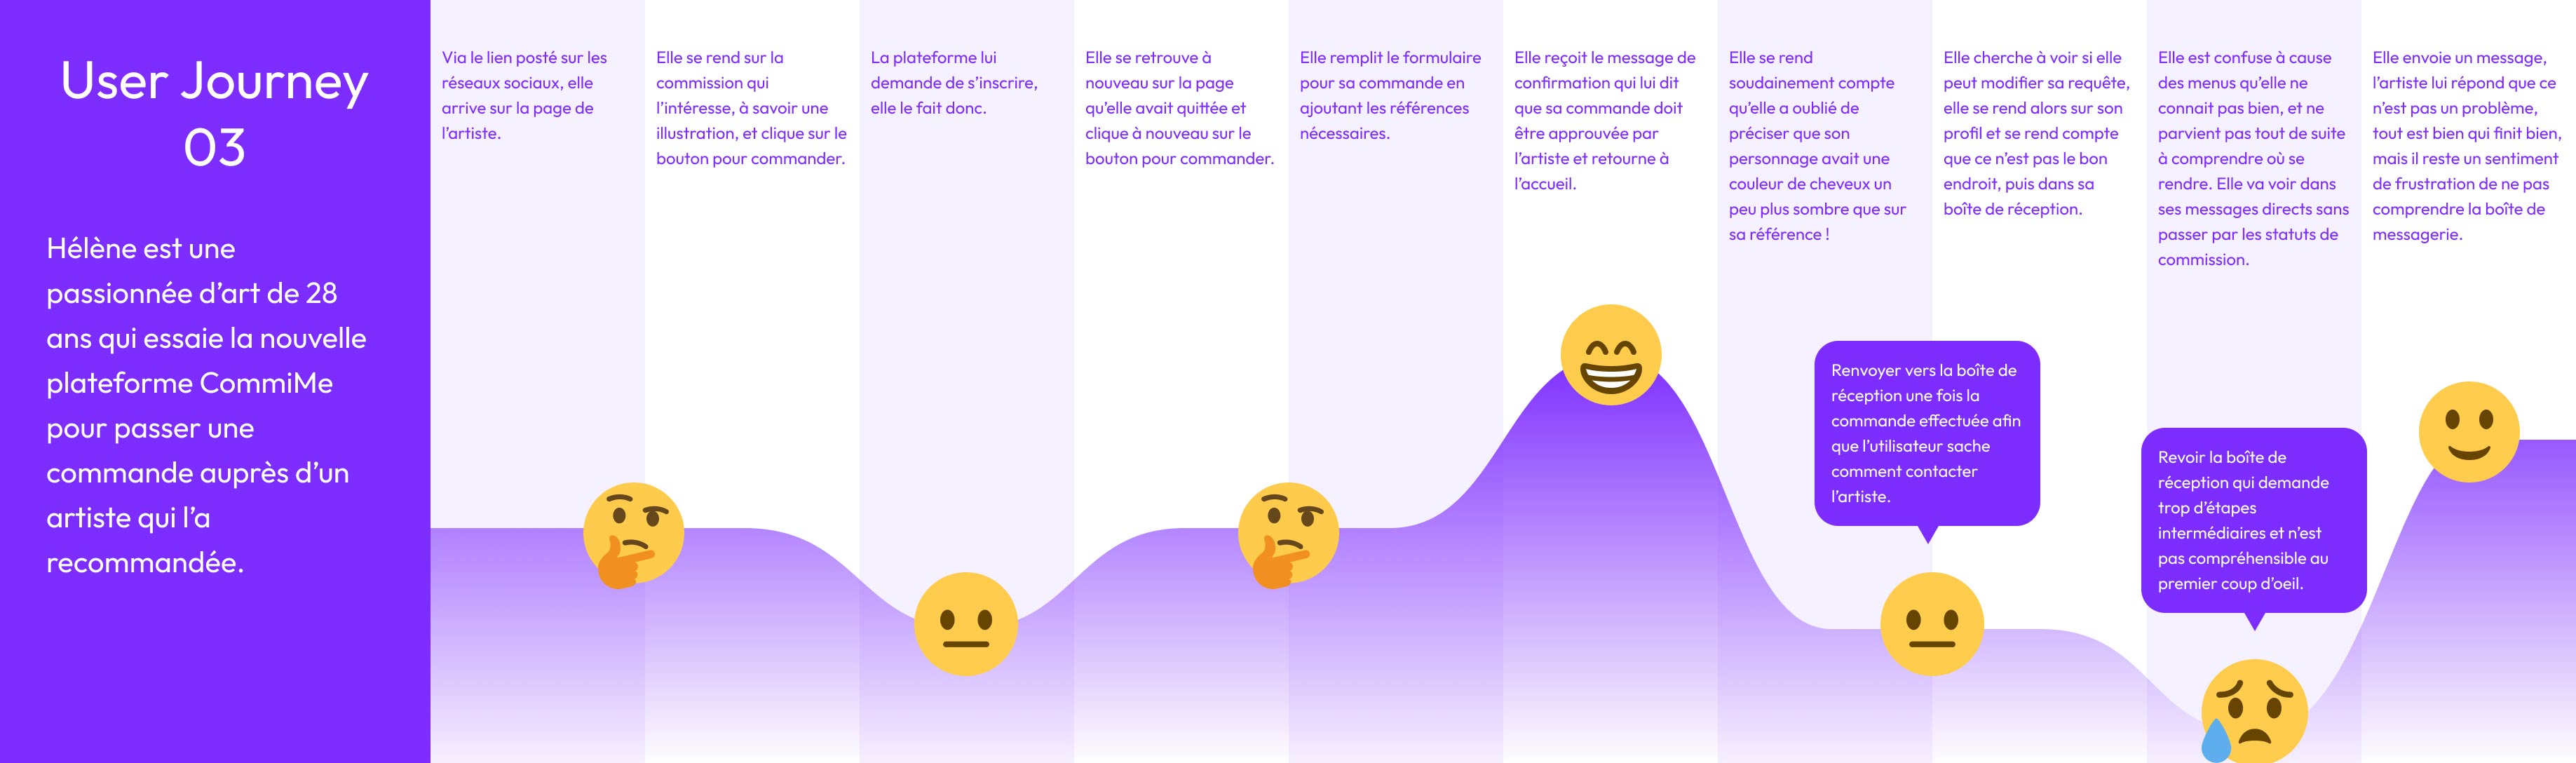 User Journey
03
Hélène est une
passionnée d’art de 28
ans qui essaie la nouvelle
plateforme CommiMe
pour passer une
commande auprès d’un
artiste qui l’a
recommandée.
Via le lien posté sur les
réseaux sociaux, elle
arrive sur la page de
l’artiste.
Elle se rend sur la
commission qui
l’intéresse, à savoir une
illustration, et clique sur le
bouton pour commander.
La plateforme lui
demande de s’inscrire,
elle le fait donc.
Elle se retrouve à
nouveau sur la page
qu’elle avait quittée et
clique à nouveau sur le
bouton pour commander.
Elle remplit le formulaire
pour sa commande en
ajoutant les références
nécessaires.
Elle reçoit le message de
confirmation qui lui dit
que sa commande doit
être approuvée par
l’artiste et retourne à
l’accueil.
Elle se rend
soudainement compte
qu’elle a oublié de
préciser que son
personnage avait une
couleur de cheveux un
peu plus sombre que sur
sa référence !
Elle cherche à voir si elle
peut modifier sa requête,
elle se rend alors sur son
profil et se rend compte
que ce n’est pas le bon
endroit, puis dans sa
boîte de réception.
Elle est confuse à cause
des menus qu’elle ne
connait pas bien, et ne
parvient pas tout de suite
à comprendre où se
rendre. Elle va voir dans
ses messages directs sans
passer par les statuts de
commission.
Elle envoie un message,
l’artiste lui répond que ce
n’est pas un problème,
tout est bien qui finit bien,
mais il reste un sentiment
de frustration de ne pas
comprendre la boîte de
messagerie.
Renvoyer vers la boîte de
réception une fois la
commande effectuée afin
que l’utilisateur sache
comment contacter
l’artiste.
Revoir la boîte de
réception qui demande
trop d’étapes
intermédiaires et n’est
pas compréhensible au
premier coup d’oeil.